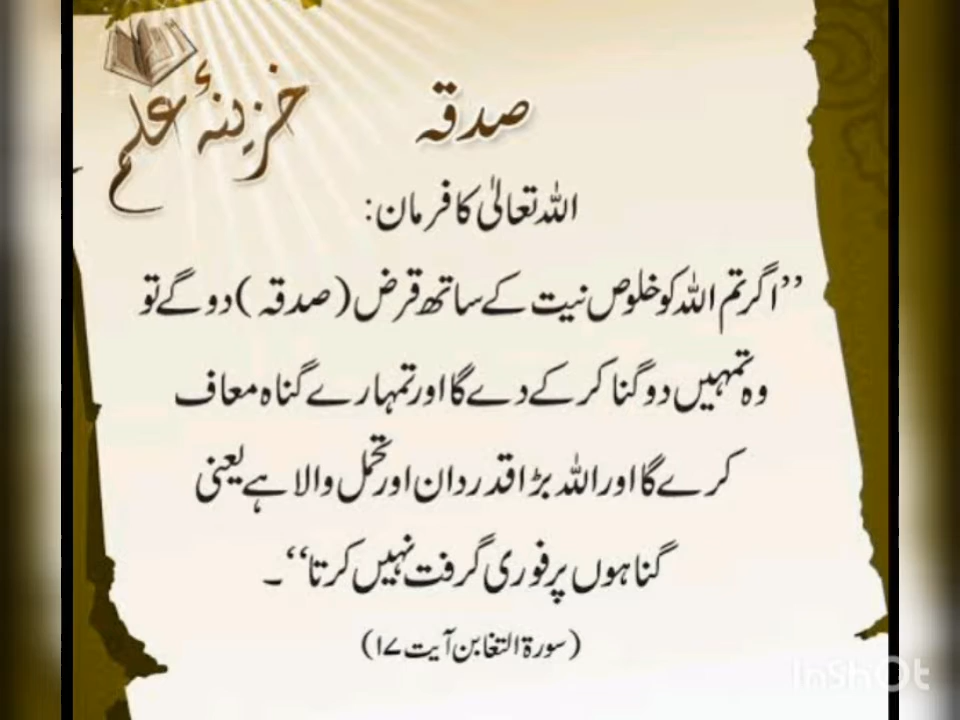 خزینۂ علم
صدقہ
اللہ تعالیٰ کا فرمان:
’’اگر تم اللہ کو خلوص نیت کے ساتھ قرض (صدقہ) دو گے تو
وہ تمہیں دو گنا کر کے دے گا اور تمہارے گناہ معاف
کرے گا اور اللہ بڑا قدردان اور تحمل والا ہے یعنی
گناہوں پر فوری گرفت نہیں کرتا‘‘۔
(سورۃ التغابن آیت ۱۷)
InShOt